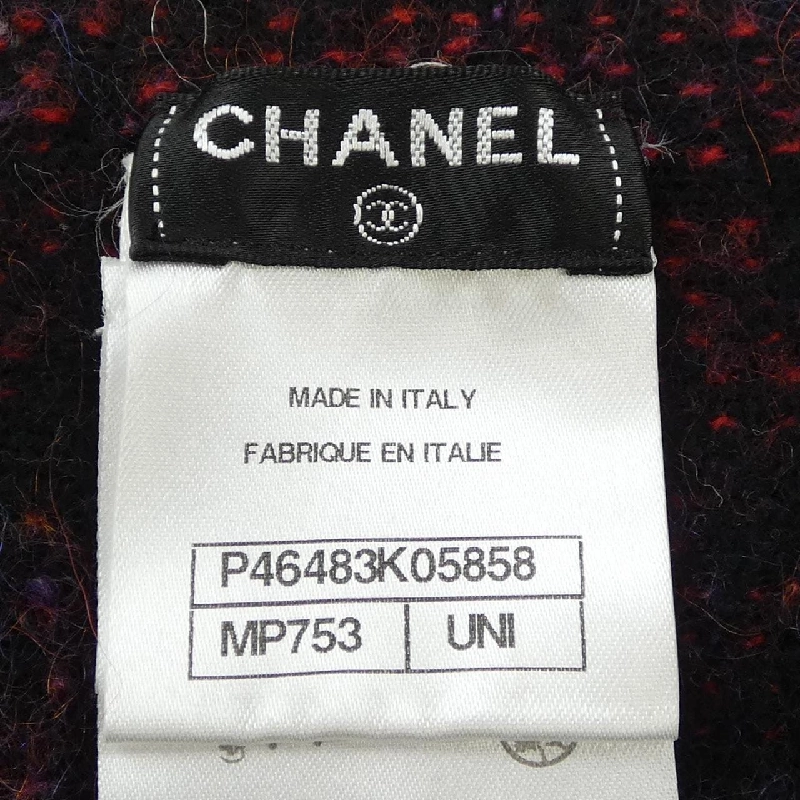 CHANEL
MADE IN ITALY
FABRIQUE EN ITALIE
P46483K05858
MP753 UNI